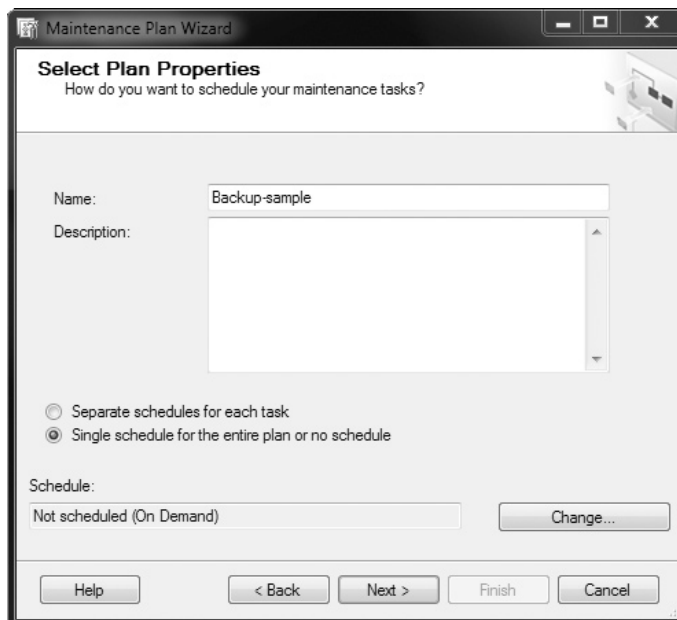 Maintenance Plan Wizard
Select Plan Properties
How do you want to schedule your maintenance tasks?
Name:
Backup-sample
Description:
Separate schedules for each task
Single schedule for the entire plan or no schedule
Schedule:
Not scheduled (On Demand)
Change...
Help
< Back
Next >
Finish
Cancel